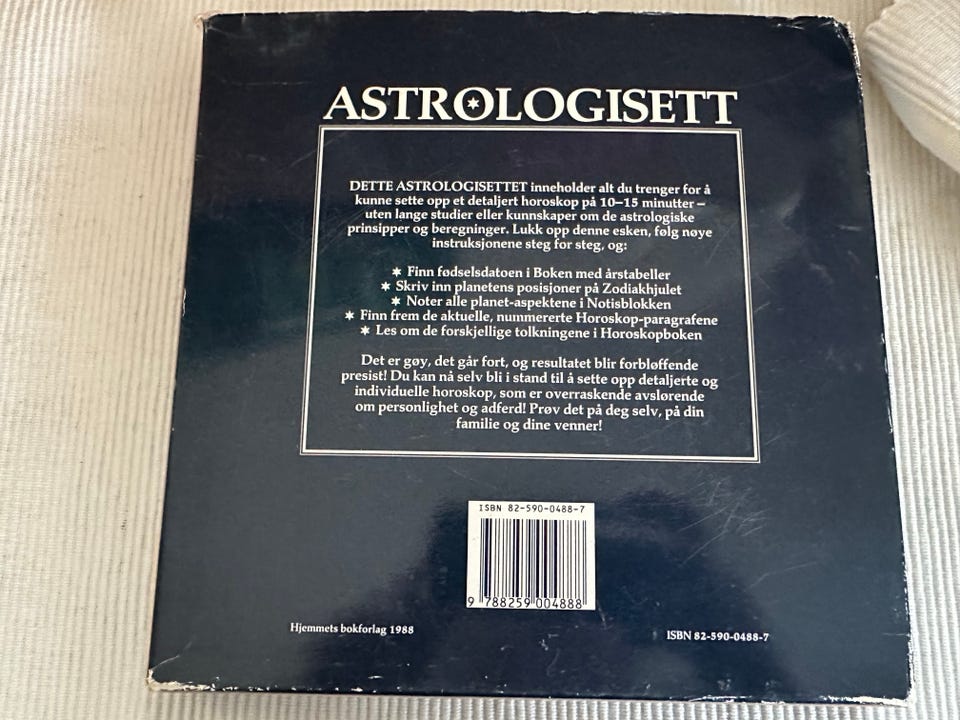 ASTROLOGISETT
DETTE ASTROLOGISETTET inneholder alt du trenger for å
kunne sette opp et detaljert horoskop på 10–15 minutter –
uten lange studier eller kunnskaper om de astrologiske
prinsipper og beregninger. Lukk opp denne esken, følg nøye
instruksjonene steg for steg, og:
✶ Finn fødselsdatoen i Boken med årstabeller
✶ Skriv inn planetens posisjoner på Zodiakhjulet
✶ Noter alle planet-aspektene i Notisblokken
✶ Finn frem de aktuelle, nummererte Horoskop-paragrafene
✶ Les om de forskjellige tolkningene i Horoskopboken
Det er gøy, det går fort, og resultatet blir forbløffende
presist! Du kan nå selv bli i stand til å sette opp detaljerte og
individuelle horoskop, som er overraskende avslørende
om personlighet og adferd! Prøv det på deg selv, på din
familie og dine venner!
ISBN 82-590-0488-7
9 788259 004888
Hjemmets bokforlag 1988
ISBN 82-590-0488-7